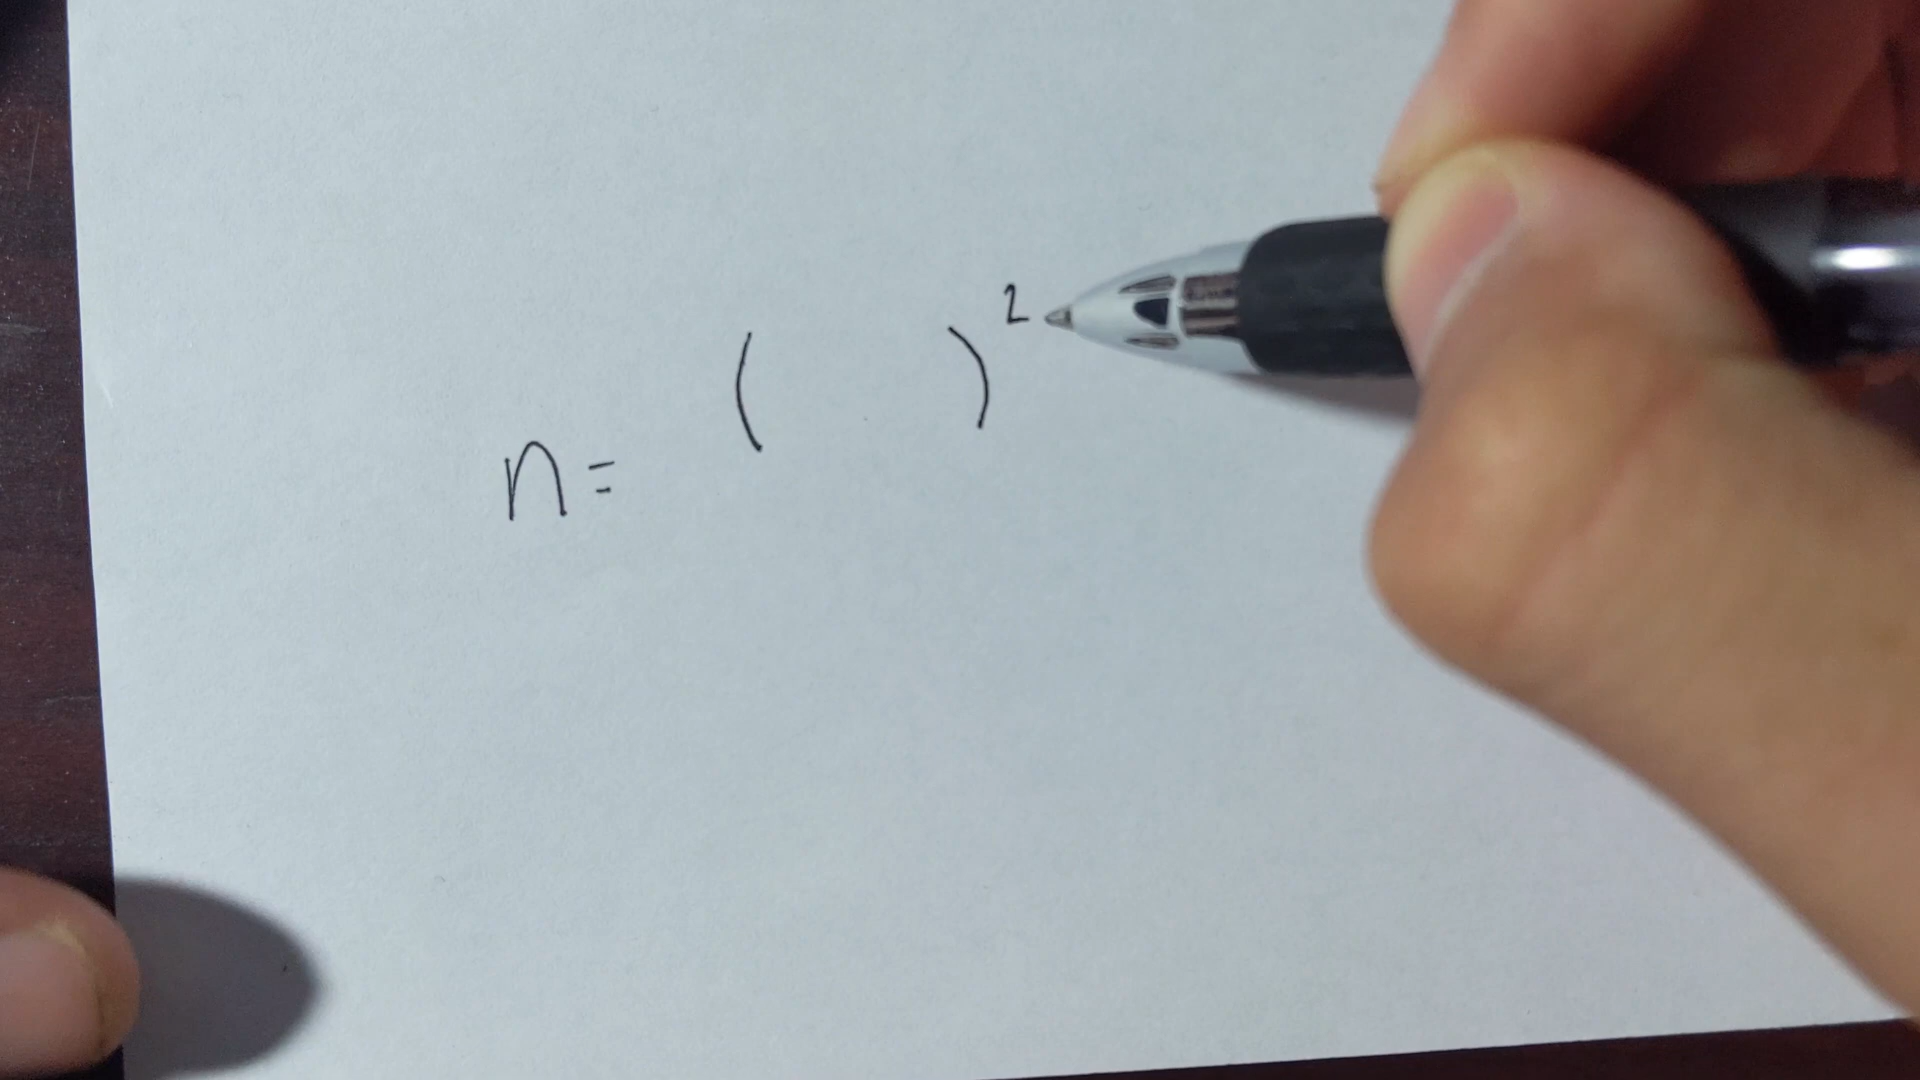 n= ( )²